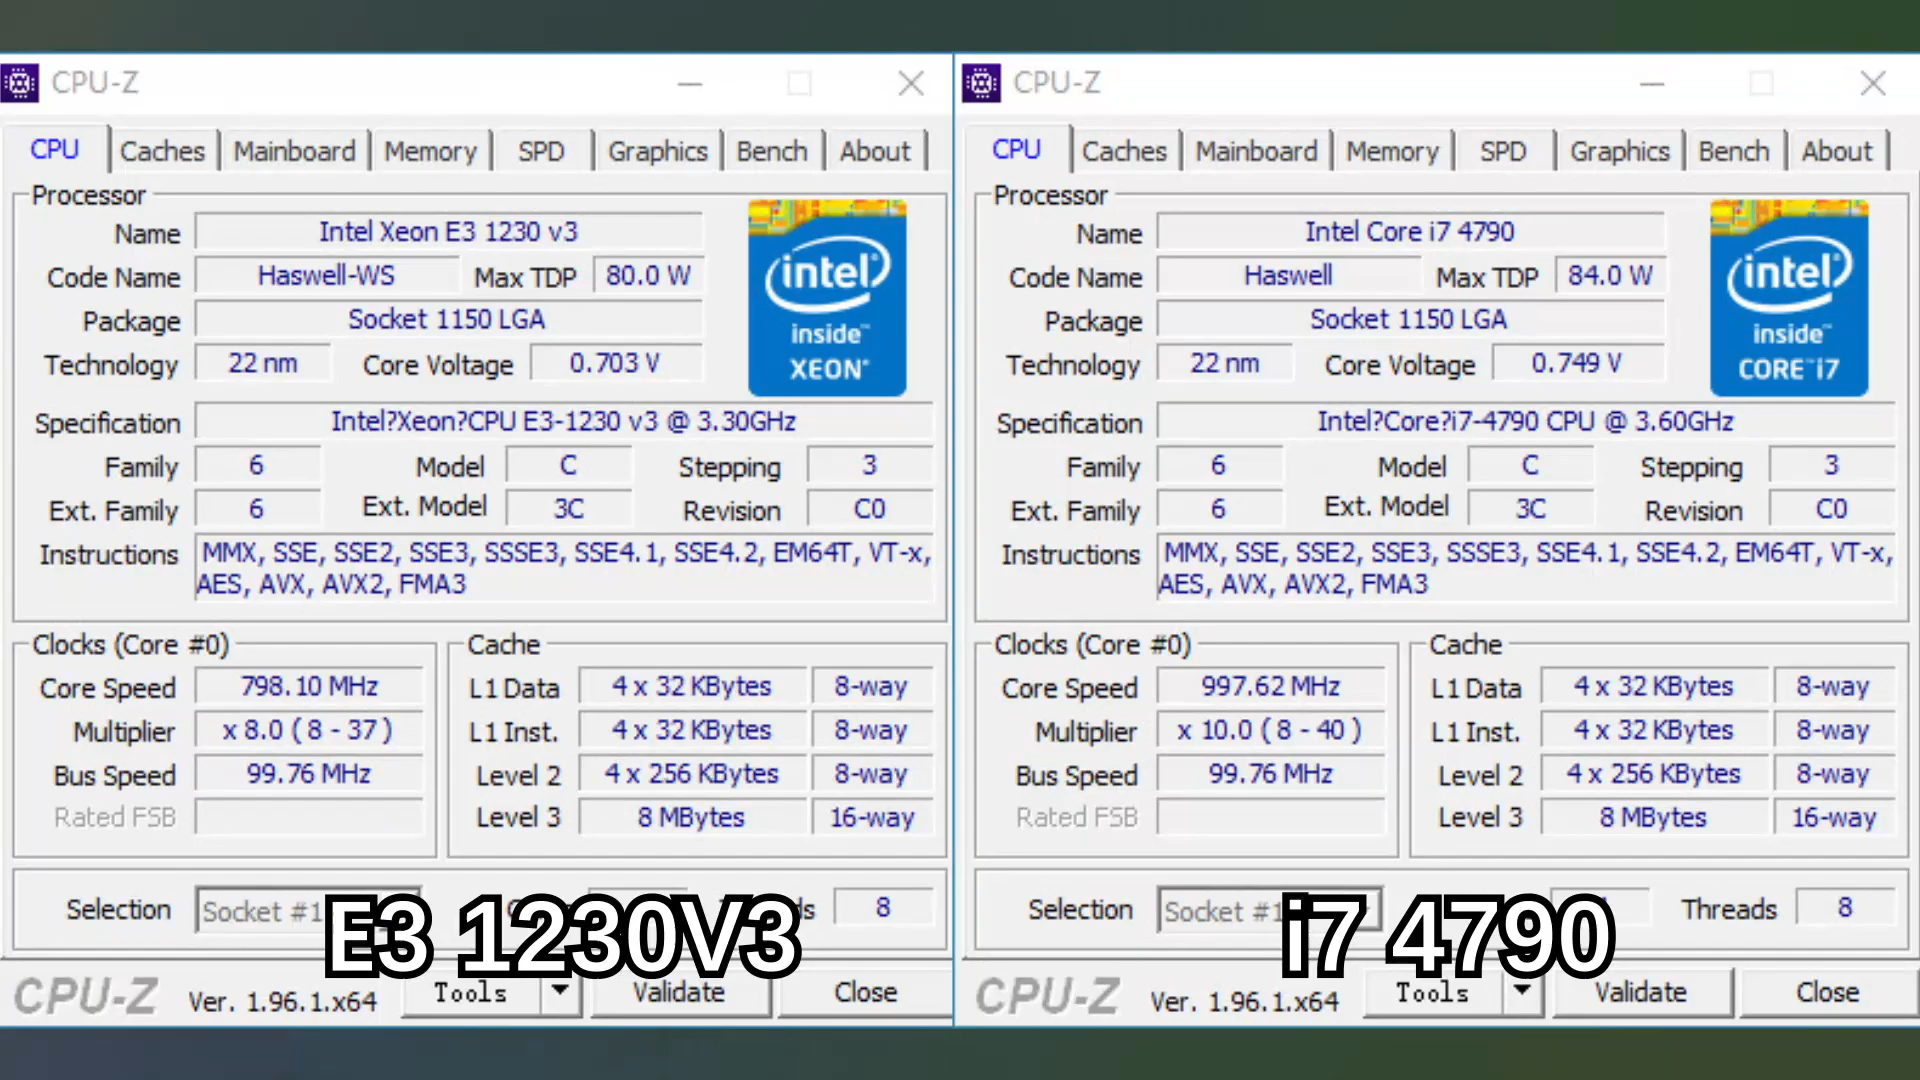 CPU-Z
CPU Caches Mainboard Memory SPD Graphics Bench About
Processor
Name Intel Xeon E3 1230 v3
Code Name Haswell-WS Max TDP 80.0 W
Package Socket 1150 LGA
Technology 22 nm Core Voltage 0.703 V
intel
inside™
XEON®
Specification Intel?Xeon?CPU E3-1230 v3 @ 3.30GHz
Family 6 Model C Stepping 3
Ext. Family 6 Ext. Model 3C Revision C0
Instructions MMX, SSE, SSE2, SSE3, SSSE3, SSE4.1, SSE4.2, EM64T, VT-x,
AES, AVX, AVX2, FMA3
Clocks (Core #0)
Core Speed 798.10 MHz
Multiplier x 8.0 ( 8 - 37 )
Bus Speed 99.76 MHz
Rated FSB
Cache
L1 Data 4 x 32 KBytes 8-way
L1 Inst. 4 x 32 KBytes 8-way
Level 2 4 x 256 KBytes 8-way
Level 3 8 MBytes 16-way
Selection Socket #1 8
E3 1230V3
CPU-Z Ver. 1.96.1.x64 Tools Validate Close
CPU-Z
CPU Caches Mainboard Memory SPD Graphics Bench About
Processor
Name Intel Core i7 4790
Code Name Haswell Max TDP 84.0 W
Package Socket 1150 LGA
Technology 22 nm Core Voltage 0.749 V
intel
inside™
CORE™i7
Specification Intel?Core?i7-4790 CPU @ 3.60GHz
Family 6 Model C Stepping 3
Ext. Family 6 Ext. Model 3C Revision C0
Instructions MMX, SSE, SSE2, SSE3, SSSE3, SSE4.1, SSE4.2, EM64T, VT-x,
AES, AVX, AVX2, FMA3
Clocks (Core #0)
Core Speed 997.62 MHz
Multiplier x 10.0 ( 8 - 40 )
Bus Speed 99.76 MHz
Rated FSB
Cache
L1 Data 4 x 32 KBytes 8-way
L1 Inst. 4 x 32 KBytes 8-way
Level 2 4 x 256 KBytes 8-way
Level 3 8 MBytes 16-way
Selection Socket #1 Threads 8
i7 4790
CPU-Z Ver. 1.96.1.x64 Tools Validate Close